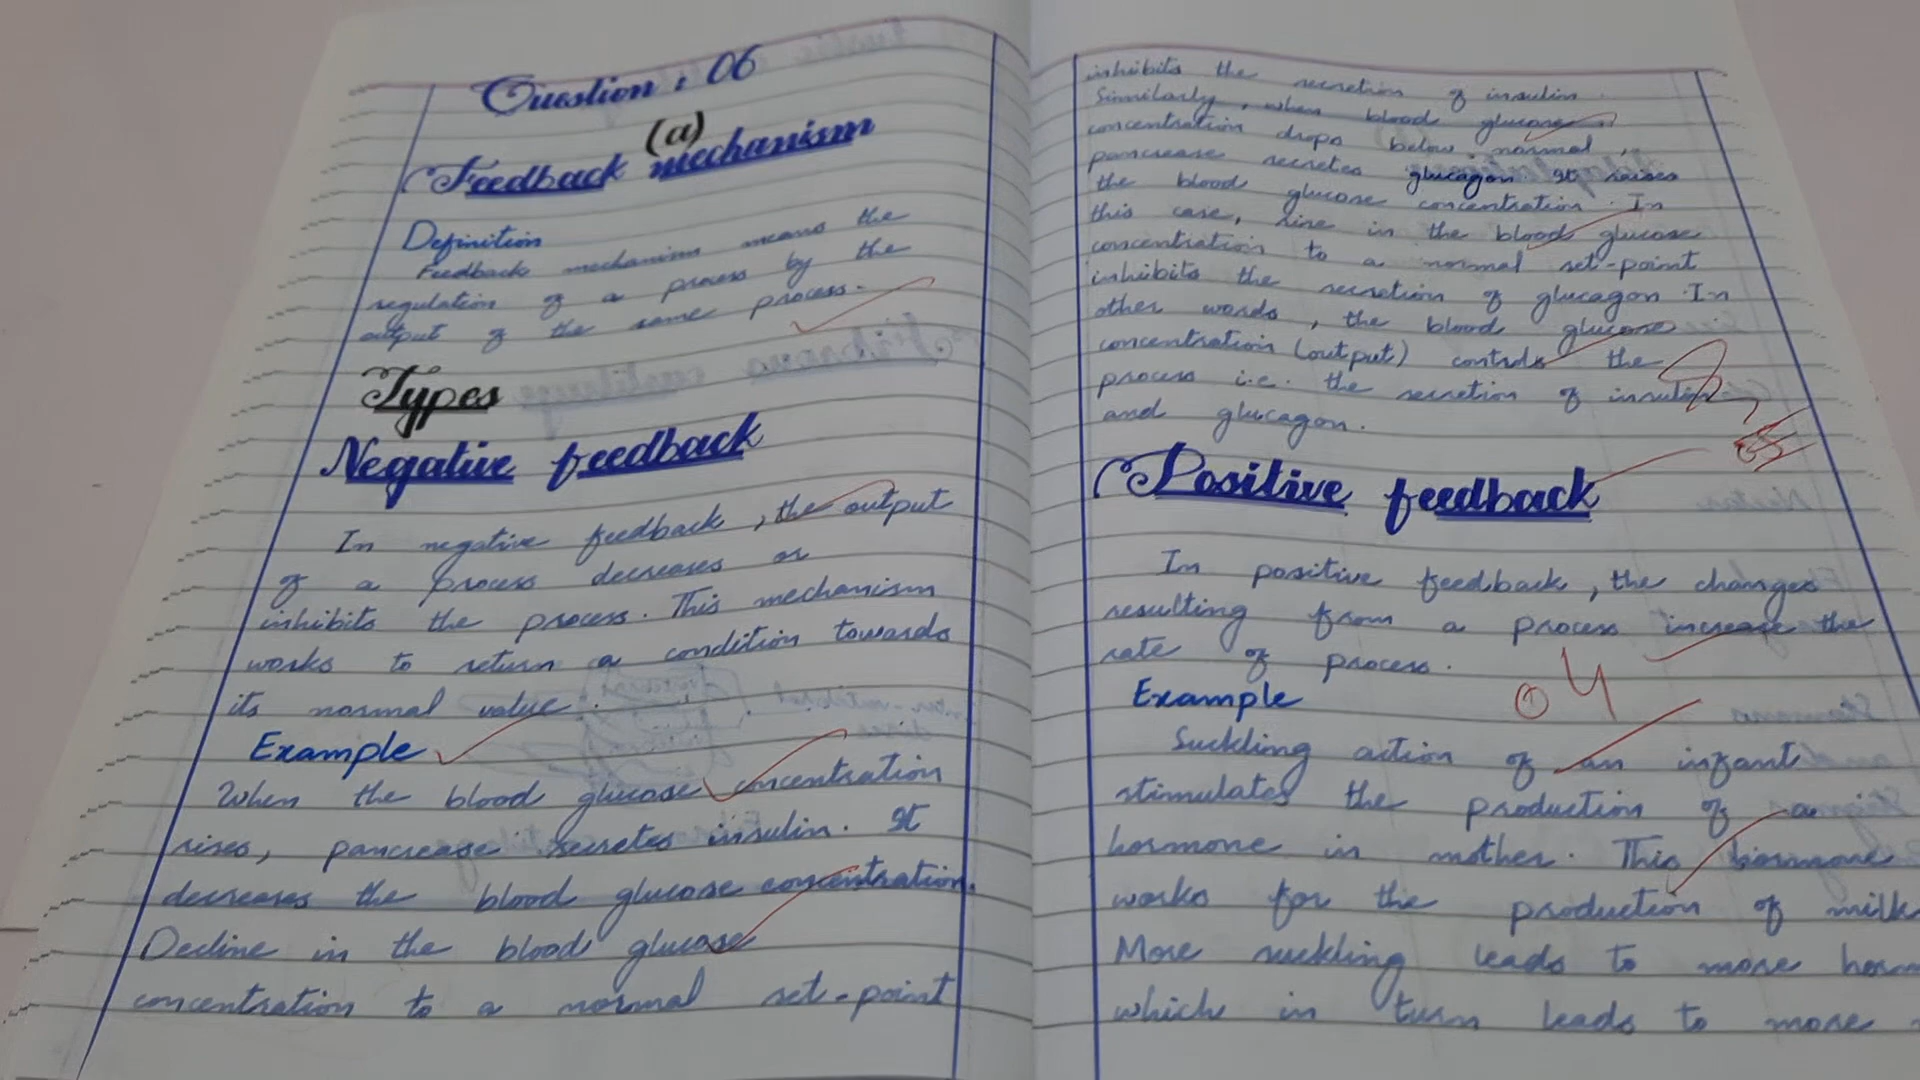 Question : 06
(a)
Feedback mechanism
Definition
Feedback mechanism means the
regulation of a process by the
output of the same process.
Types
Negative feedback
In negative feedback, the output
of a process decreases or
inhibits the process. This mechanism
works to return a condition towards
its normal value.
Example
When the blood glucose concentration
rises, pancrease secretes insulin. It
decreases the blood glucose concentration.
Decline in the blood glucose
concentration to a normal set-point
inhibits the secretion of insulin.
Similarly, when blood glucose
concentration drops below normal,
pancrease secretes glucagon. It raises
the blood glucose concentration. In
this case, rise in the blood glucose
concentration to a normal set-point
inhibits the secretion of glucagon. In
other words, the blood glucose
concentration (output) controls the
process i.e. the secretion of insulin
and glucagon.
Positive feedback
In positive feedback, the changes
resulting from a process increase the
rate of process.
04
Example
Suckling action of an infant
stimulates the production of a
hormone in mother. This hormone
works for the production of milk
More suckling leads to more
which in turn leads to more